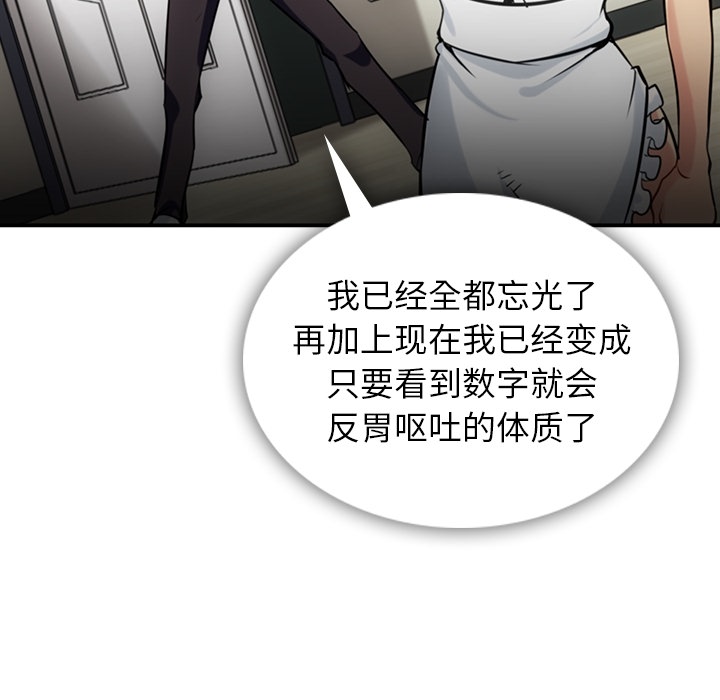 我已经全都忘光了
再加上现在我已经变成
只要看到数字就会
反胃呕吐的体质了